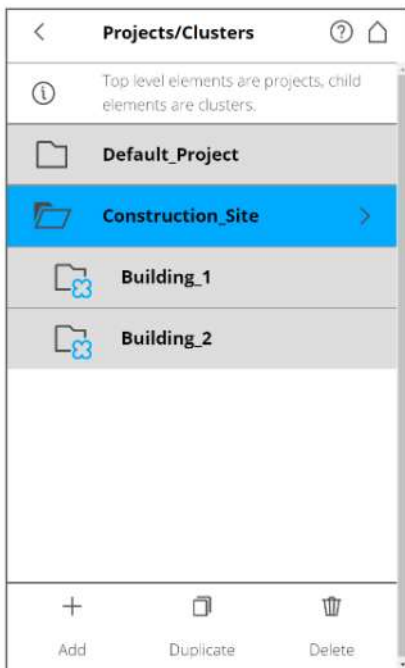 Projects/Clusters
Top level elements are projects, child
elements are clusters.
Default_Project
Construction_Site
Building_1
Building_2
Add
Duplicate
Delete